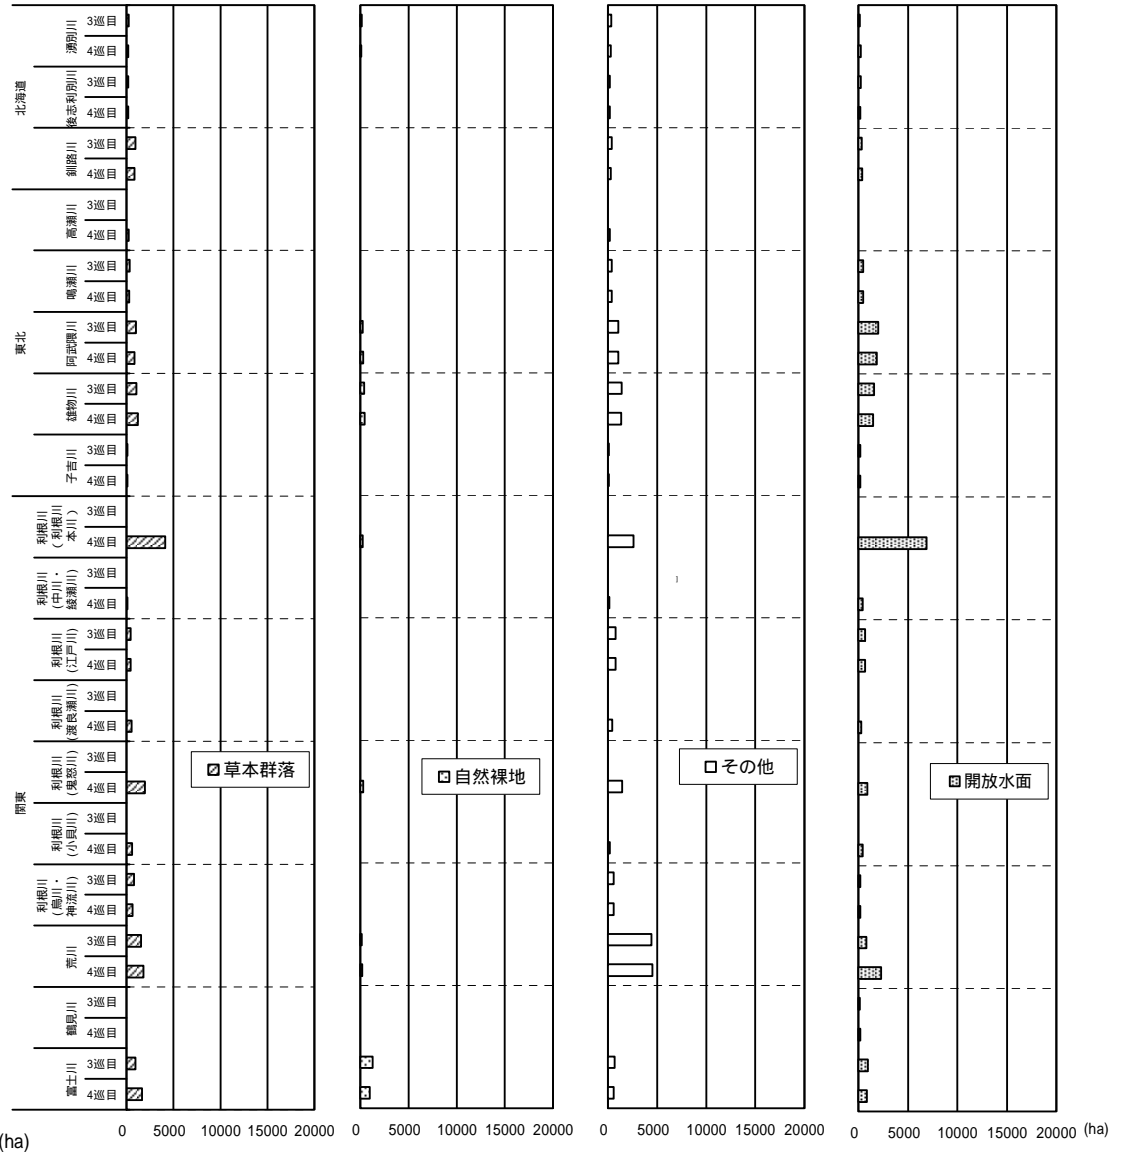 北海道
湧別川
3巡目
4巡目
後志利別川
3巡目
4巡目
釧路川
3巡目
4巡目
東北
高瀬川
3巡目
4巡目
鳴瀬川
3巡目
4巡目
阿武隈川
3巡目
4巡目
雄物川
3巡目
4巡目
子吉川
3巡目
4巡目
関東
利根川
(利根川
本川)
3巡目
4巡目
利根川
(中川・
綾瀬川)
3巡目
4巡目
利根川
(江戸川)
3巡目
4巡目
利根川
(渡良瀬川)
3巡目
4巡目
利根川
(鬼怒川)
3巡目
4巡目
利根川
(小貝川)
3巡目
4巡目
利根川
(烏川・
神流川)
3巡目
4巡目
荒川
3巡目
4巡目
鶴見川
3巡目
4巡目
富士川
3巡目
4巡目
草本群落
自然裸地
その他
開放水面
0 5000 10000 15000 20000
0 5000 10000 15000 20000
0 5000 10000 15000 20000
0 5000 10000 15000 20000 (ha)
(ha)